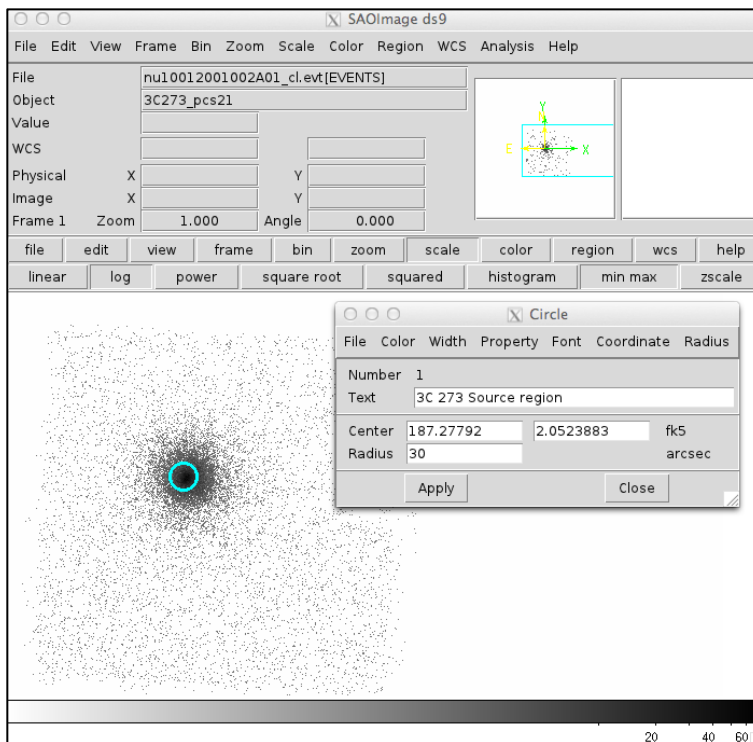 SAOImage ds9
File Edit View Frame Bin Zoom Scale Color Region WCS Analysis Help
File nu10012001002A01_cl.evt[EVENTS]
Object 3C273_pcs21
Value
WCS
Physical X Y
Image X Y
Frame 1 Zoom 1.000 Angle 0.000
Y
N
E X
file edit view frame bin zoom scale color region wcs help
linear log power square root squared histogram min max zscale
Circle
File Color Width Property Font Coordinate Radius
Number 1
Text 3C 273 Source region
Center 187.27792 2.0523883 fk5
Radius 30 arcsec
Apply Close
20 40 60